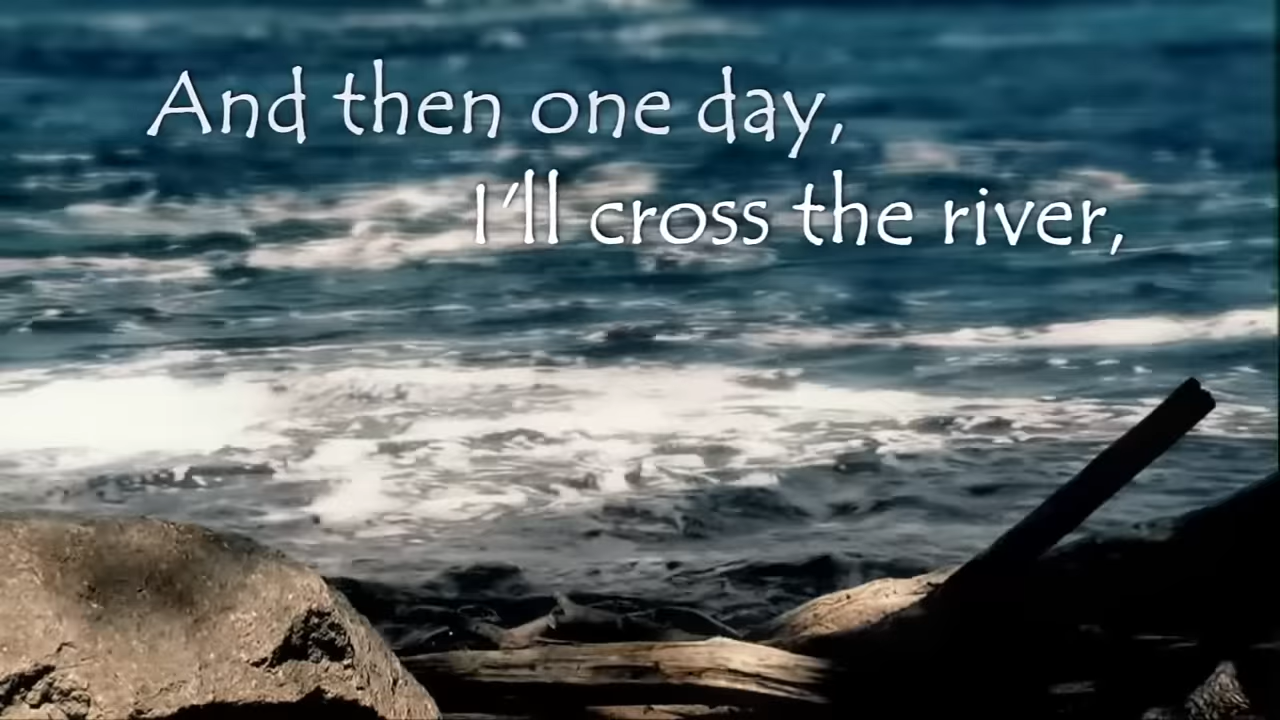 And then one day,
I'll cross the river,